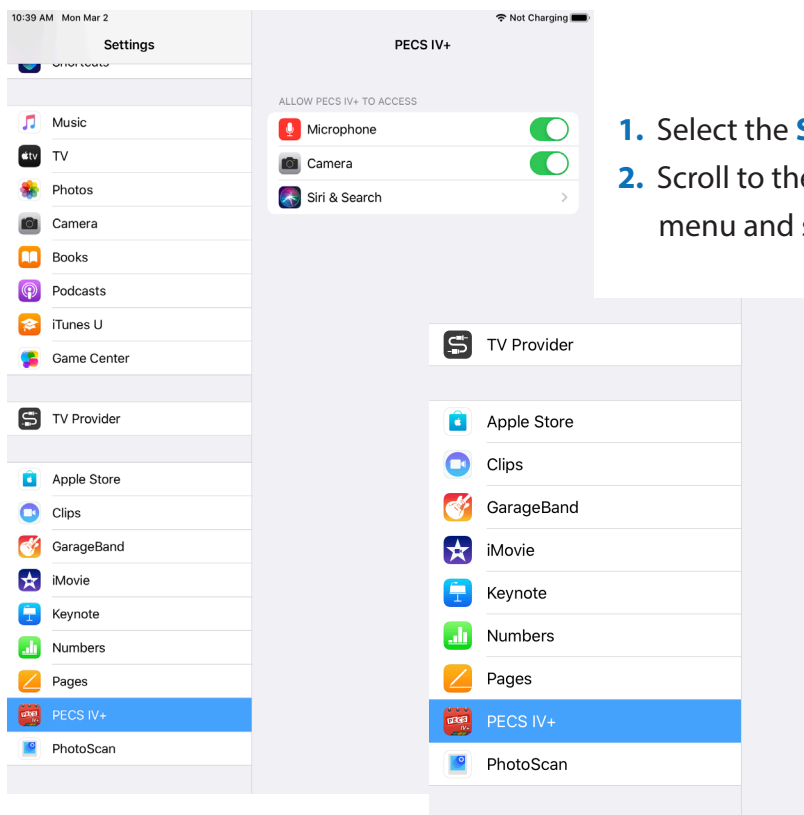 10:39 AM Mon Mar 2
Not Charging
Settings
PECS IV+
Shortcuts
Music
TV
Photos
Camera
Books
Podcasts
iTunes U
Game Center
TV Provider
Apple Store
Clips
GarageBand
iMovie
Keynote
Numbers
Pages
PECS IV+
PhotoScan
ALLOW PECS IV+ TO ACCESS
Microphone
Camera
Siri & Search
1. Select the S
2. Scroll to the
menu and s
TV Provider
Apple Store
Clips
GarageBand
iMovie
Keynote
Numbers
Pages
PECS IV+
PhotoScan